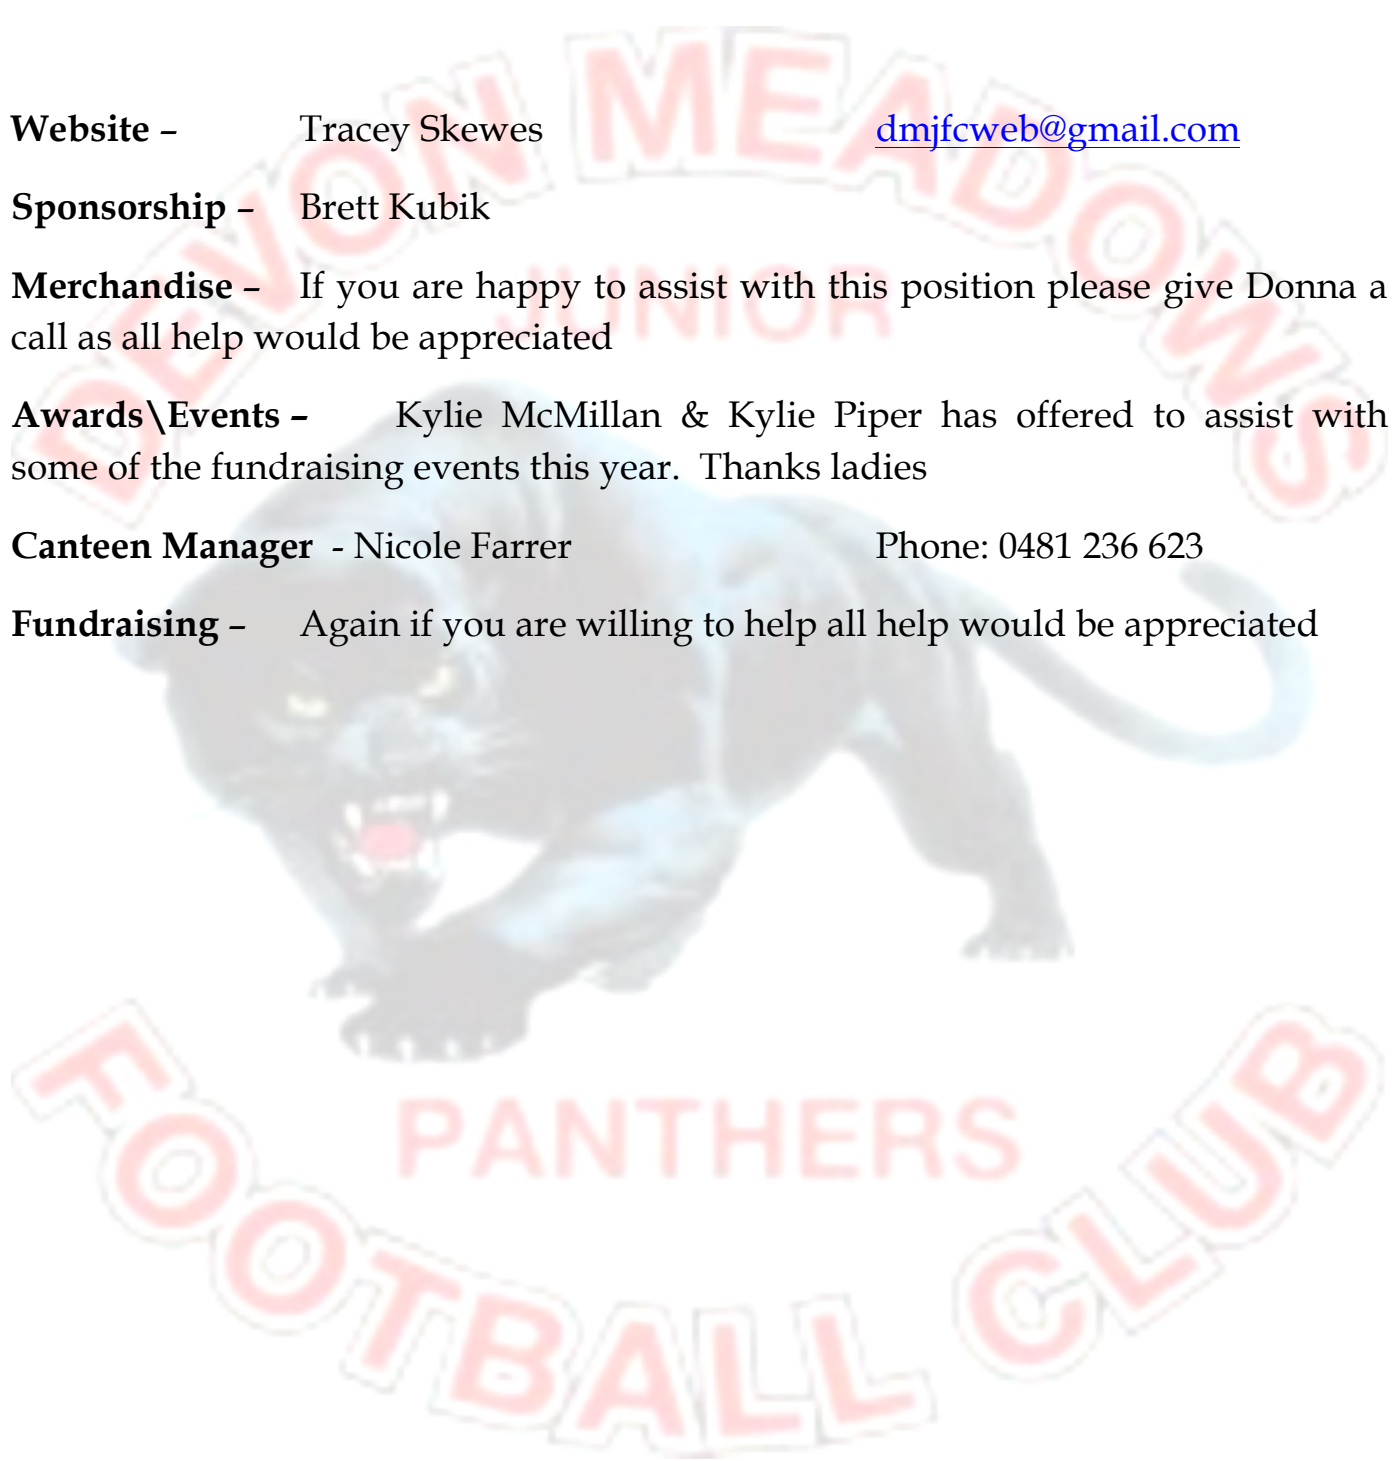 DEVON MEADOWS
JUNIOR
Website – Tracey Skewes dmjfcweb@gmail.com
Sponsorship – Brett Kubik
Merchandise – If you are happy to assist with this position please give Donna a
call as all help would be appreciated
Awards\Events – Kylie McMillan & Kylie Piper has offered to assist with
some of the fundraising events this year.  Thanks ladies
Canteen Manager  - Nicole Farrer Phone: 0481 236 623
Fundraising – Again if you are willing to help all help would be appreciated
PANTHERS
FOOTBALL CLUB